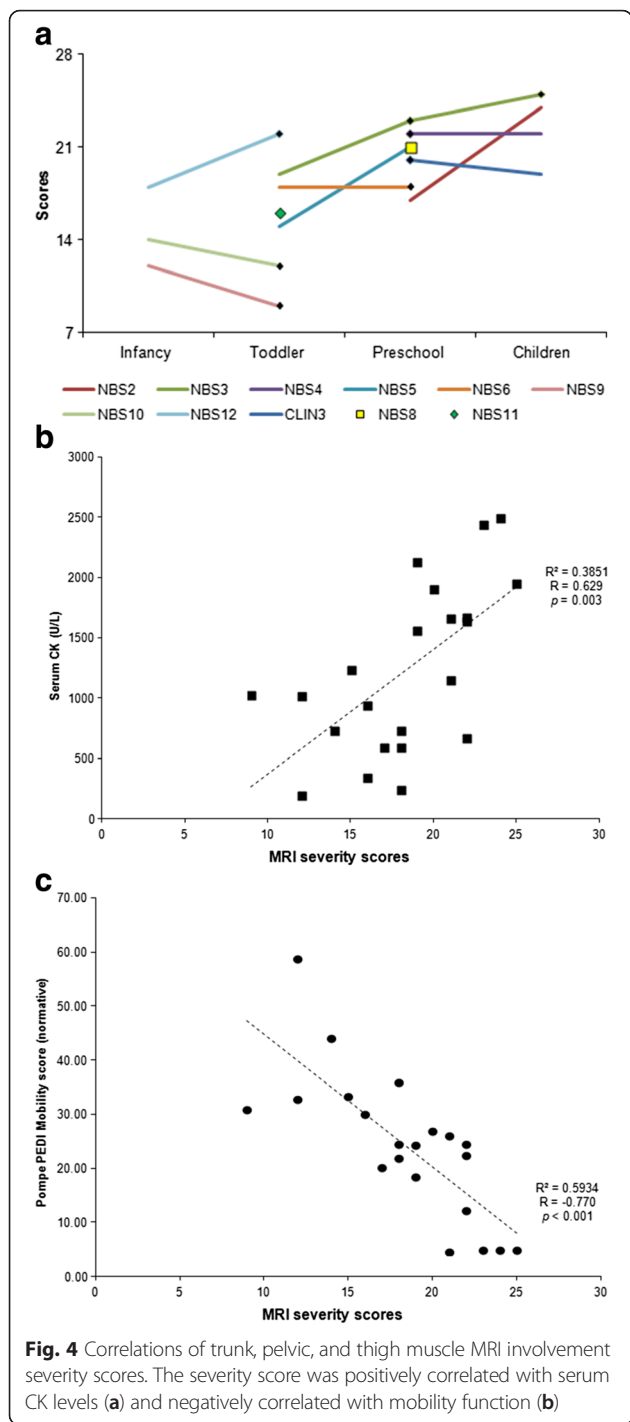 a
28
21
14
7
Scores
Infancy Toddler Preschool Children
NBS2 NBS3 NBS4 NBS5 NBS6 NBS9
NBS10 NBS12 CLIN3 NBS8 NBS11
b
3000
2500
2000
1500
1000
500
0
Serum CK (U/L)
R² = 0.3851
R = 0.629
p = 0.003
0 5 10 15 20 25 30
MRI severity scores
c
70.00
60.00
50.00
40.00
30.00
20.00
10.00
0.00
Pompe PEDI Mobility score (normative)
R² = 0.5934
R = -0.770
p < 0.001
0 5 10 15 20 25 30
MRI severity scores
Fig. 4 Correlations of trunk, pelvic, and thigh muscle MRI involvement
severity scores. The severity score was positively correlated with serum
CK levels (a) and negatively correlated with mobility function (b)